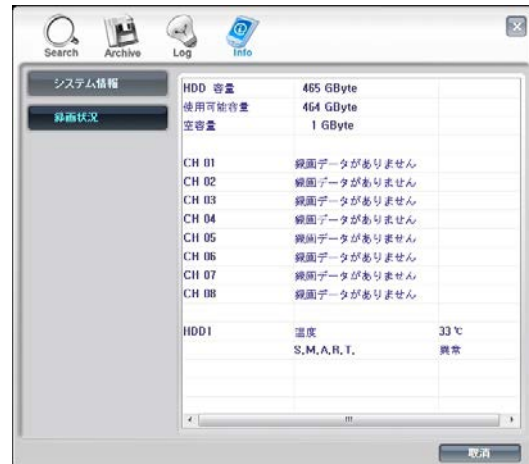 Search Archive Log Info
システム情報
録画状況
HDD 容量 465 GByte
使用可能容量 464 GByte
空容量 1 GByte
CH 01 録画データがありません
CH 02 録画データがありません
CH 03 録画データがありません
CH 04 録画データがありません
CH 05 録画データがありません
CH 06 録画データがありません
CH 07 録画データがありません
CH 08 録画データがありません
HDD1 温度 33 ℃
S.M.A.R.T. 異常
取消